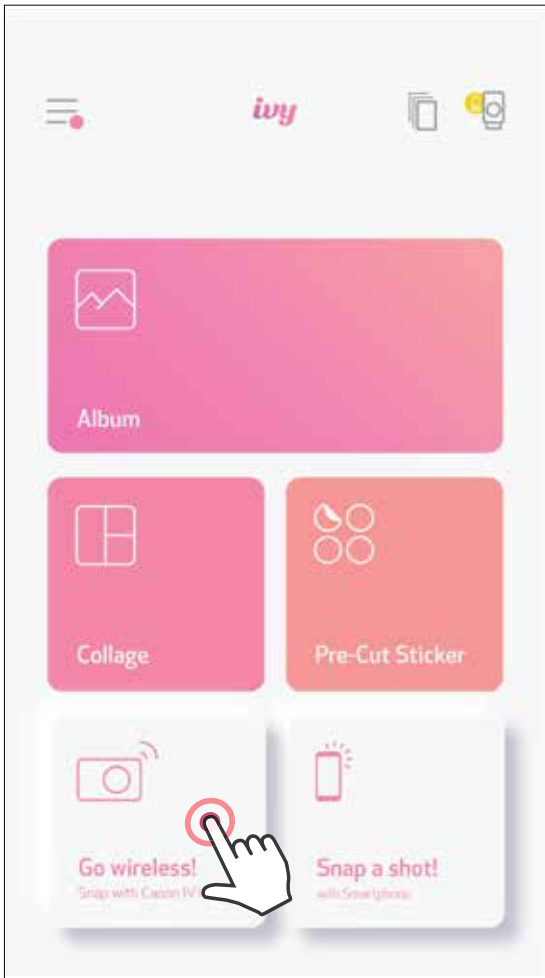 ivy
Album
Collage
Pre-Cut Sticker
Go wireless!
Snap with Canon IV
Snap a shot!
with Smartphone